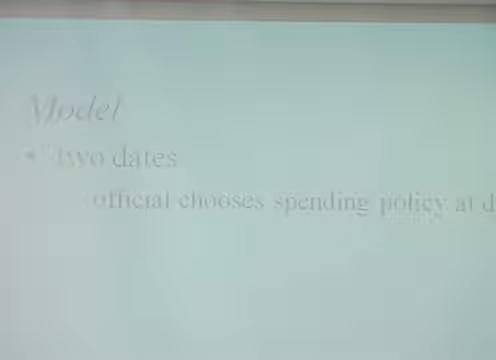 Model
• two dates
official chooses spending policy at d